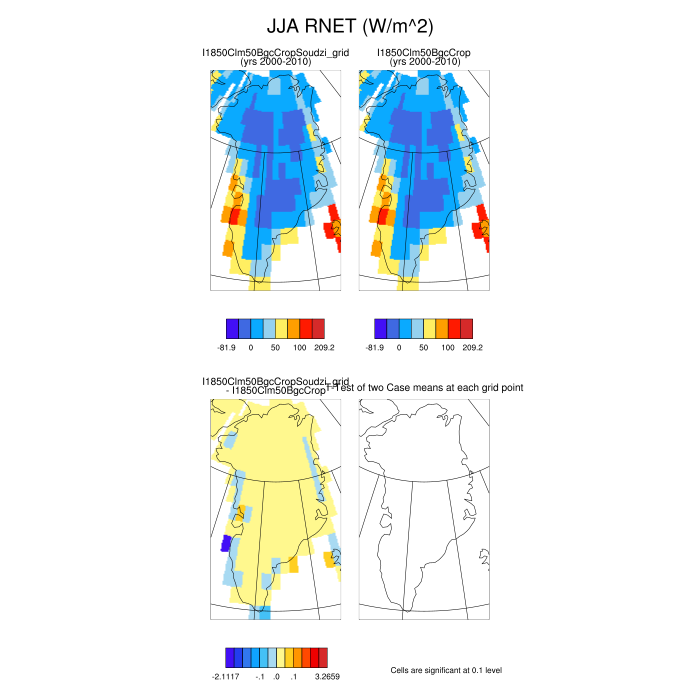 JJA RNET (W/m^2)
I1850Clm50BgcCropSoudzi_grid
(yrs 2000-2010)
I1850Clm50BgcCrop
(yrs 2000-2010)
-81.9 0 50 100 209.2
-81.9 0 50 100 209.2
I1850Clm50BgcCropSoudzi_grid
- I1850Clm50BgcCrop
T-Test of two Case means at each grid point
-2.1117 -.1 .0 .1 3.2659
Cells are significant at 0.1 level